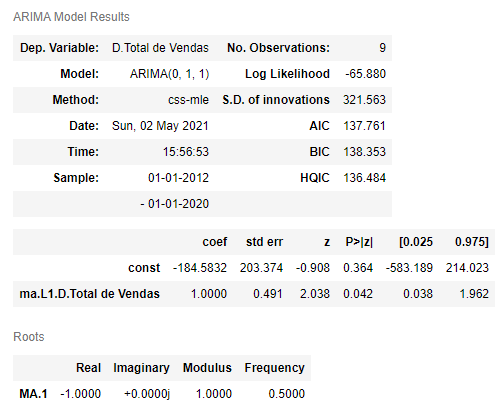 ARIMA Model Results
Dep. Variable: D.Total de Vendas No. Observations: 9
Model: ARIMA(0, 1, 1) Log Likelihood -65.880
Method: css-mle S.D. of innovations 321.563
Date: Sun, 02 May 2021 AIC 137.761
Time: 15:56:53 BIC 138.353
Sample: 01-01-2012 HQIC 136.484
- 01-01-2020
coef std err z P>|z| [0.025 0.975]
const -184.5832 203.374 -0.908 0.364 -583.189 214.023
ma.L1.D.Total de Vendas 1.0000 0.491 2.038 0.042 0.038 1.962
Roots
Real Imaginary Modulus Frequency
MA.1 -1.0000 +0.0000j 1.0000 0.5000